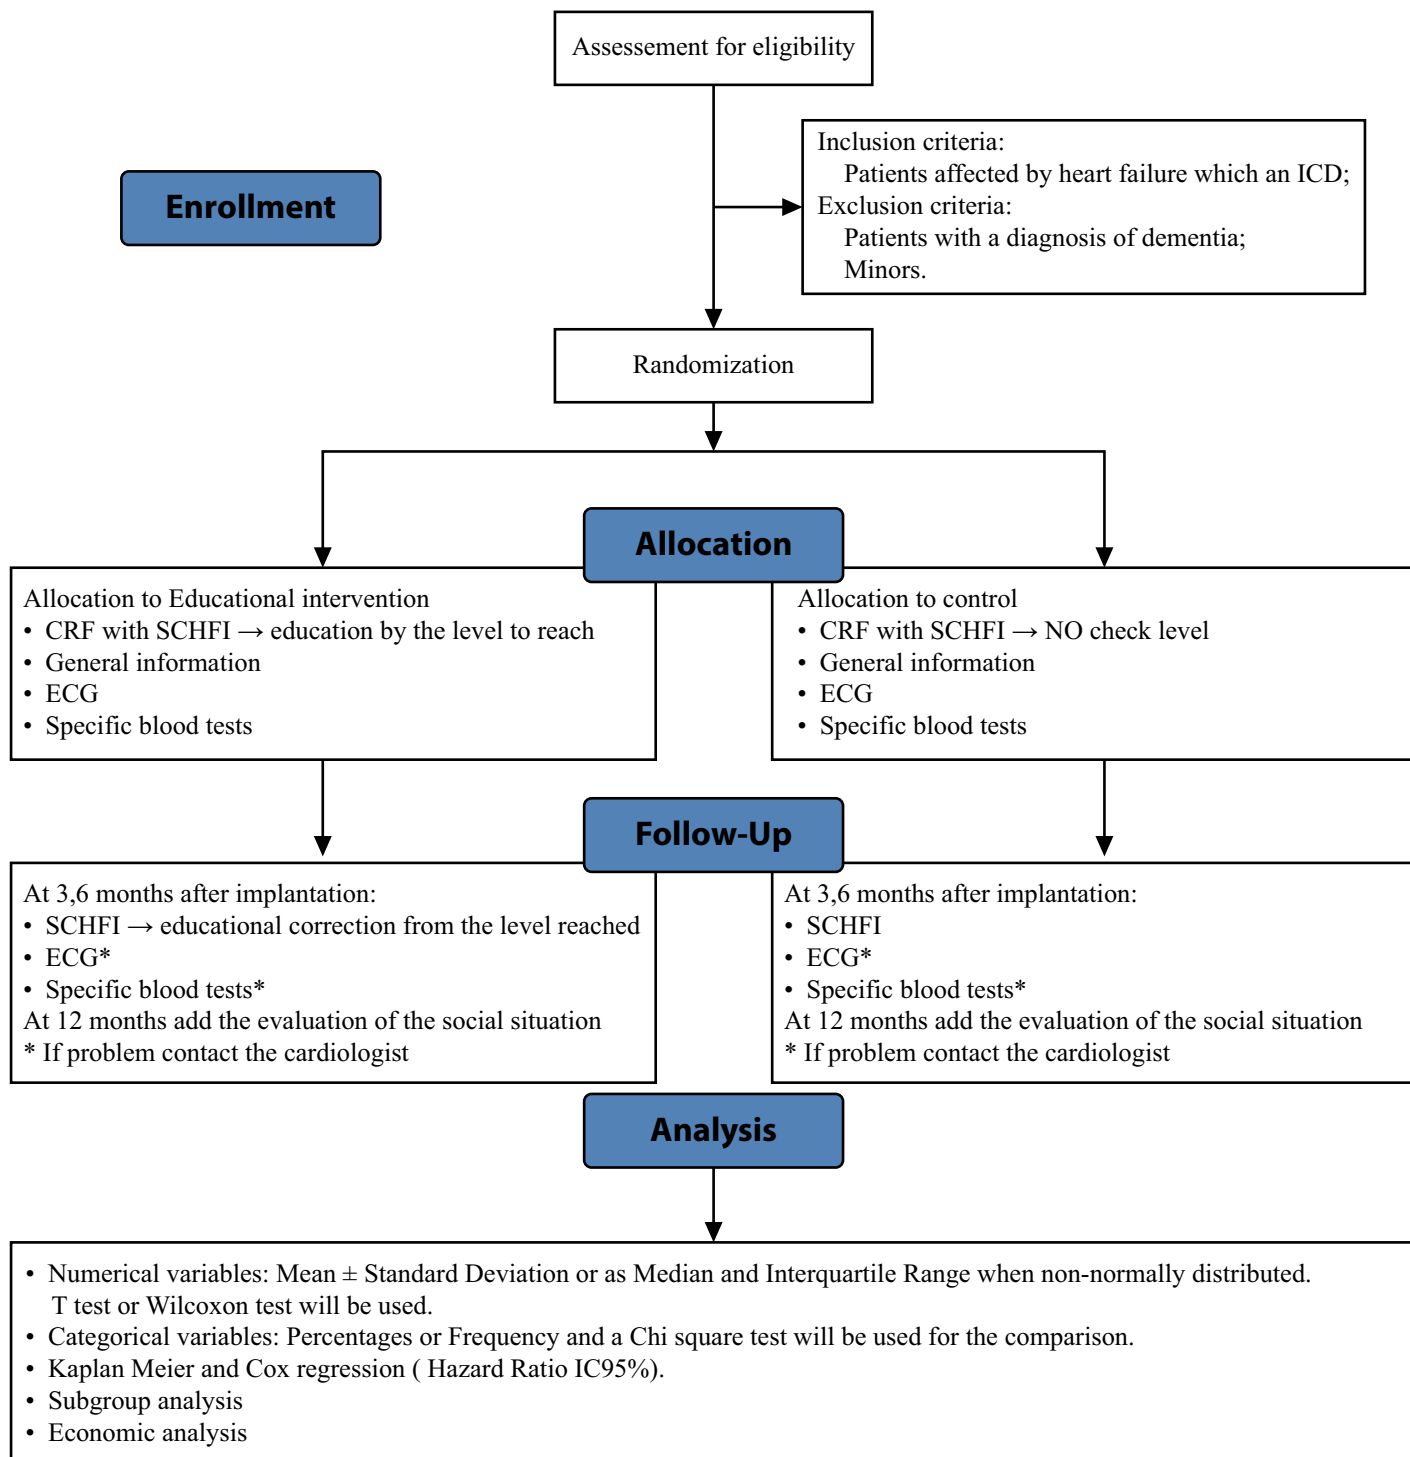 Assessement for eligibility
Inclusion criteria:
Patients affected by heart failure which an ICD;
Exclusion criteria:
Patients with a diagnosis of dementia;
Minors.
Enrollment
Randomization
Allocation
Allocation to Educational intervention
• CRF with SCHFI → education by the level to reach
• General information
• ECG
• Specific blood tests
Allocation to control
• CRF with SCHFI → NO check level
• General information
• ECG
• Specific blood tests
Follow-Up
At 3,6 months after implantation:
• SCHFI → educational correction from the level reached
• ECG*
• Specific blood tests*
At 12 months add the evaluation of the social situation
* If problem contact the cardiologist
At 3,6 months after implantation:
• SCHFI
• ECG*
• Specific blood tests*
At 12 months add the evaluation of the social situation
* If problem contact the cardiologist
Analysis
• Numerical variables: Mean ± Standard Deviation or as Median and Interquartile Range when non-normally distributed.
T test or Wilcoxon test will be used.
• Categorical variables: Percentages or Frequency and a Chi square test will be used for the comparison.
• Kaplan Meier and Cox regression ( Hazard Ratio IC95%).
• Subgroup analysis
• Economic analysis